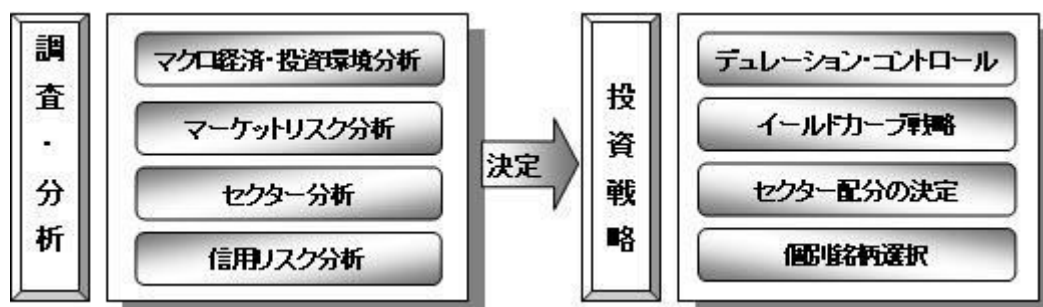 調査・分析
マクロ経済・投資環境分析
マーケットリスク分析
セクター分析
信用リスク分析
決定
投資戦略
デュレーション・コントロール
イールドカーブ戦略
セクター配分の決定
個別銘柄選択